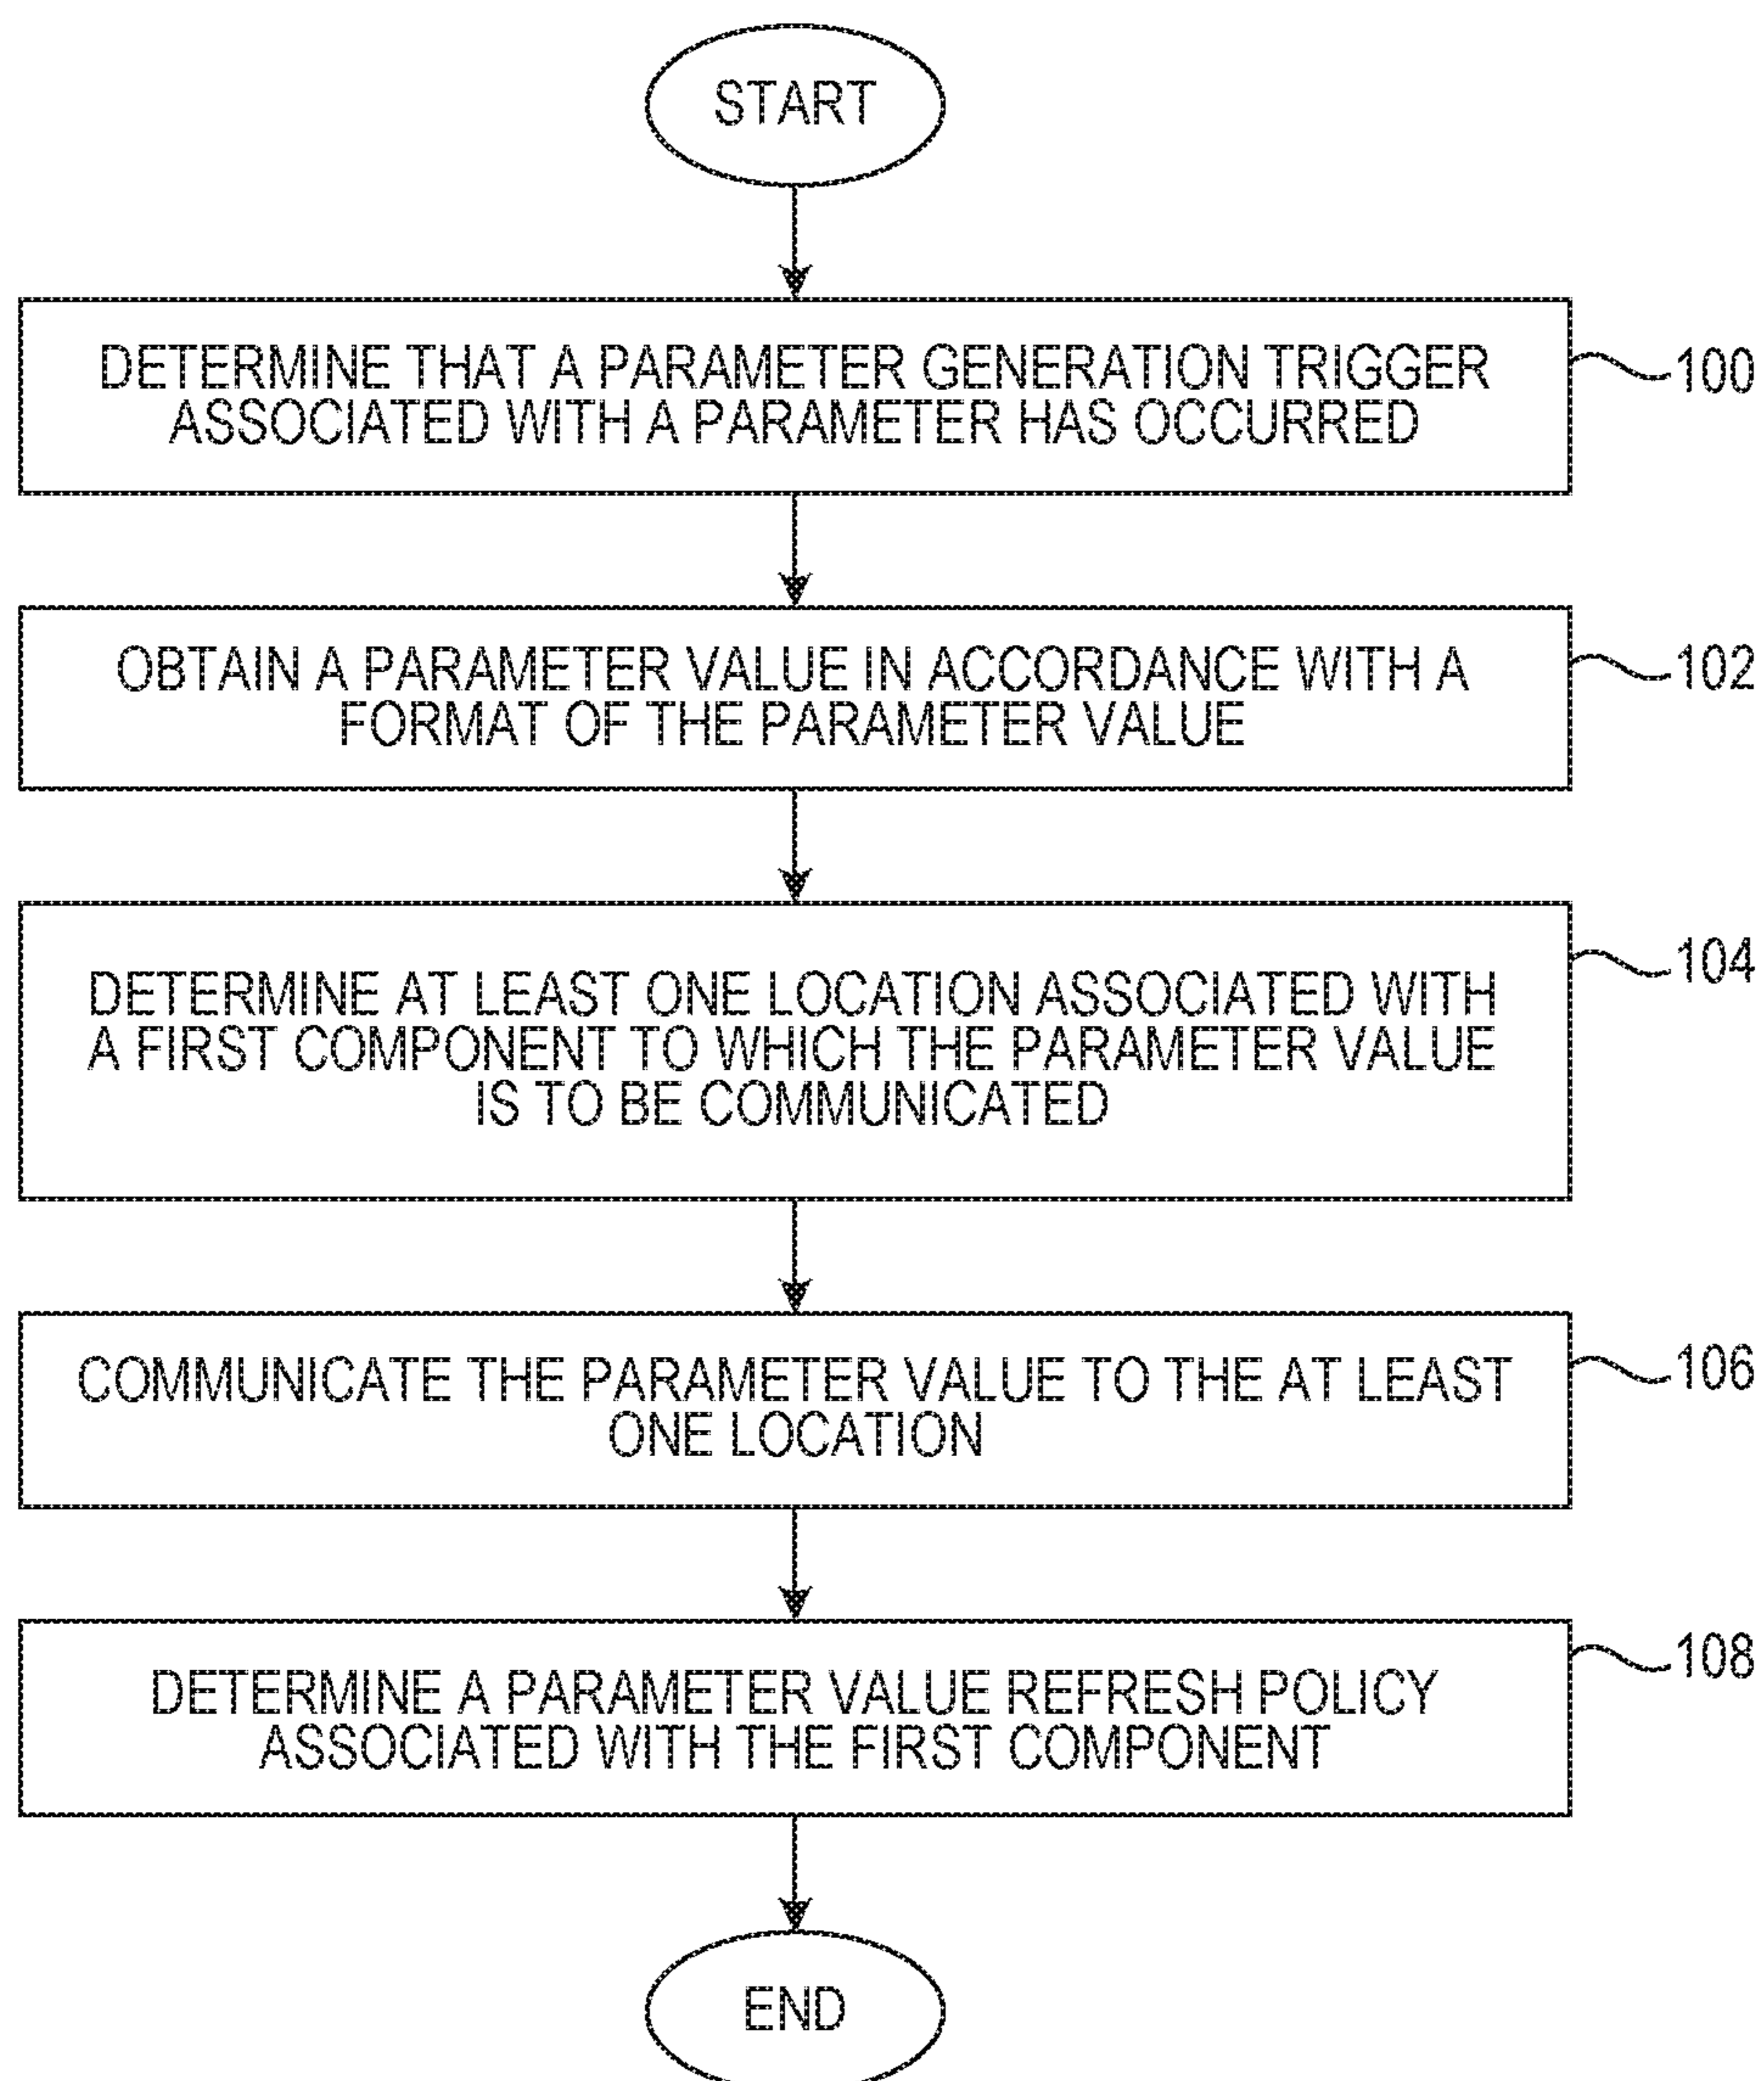 START
DETERMINE THAT A PARAMETER GENERATION TRIGGER
ASSOCIATED WITH A PARAMETER HAS OCCURRED
100
OBTAIN A PARAMETER VALUE IN ACCORDANCE WITH A
FORMAT OF THE PARAMETER VALUE
102
DETERMINE AT LEAST ONE LOCATION ASSOCIATED WITH
A FIRST COMPONENT TO WHICH THE PARAMETER VALUE
IS TO BE COMMUNICATED
104
COMMUNICATE THE PARAMETER VALUE TO THE AT LEAST
ONE LOCATION
106
DETERMINE A PARAMETER VALUE REFRESH POLICY
ASSOCIATED WITH THE FIRST COMPONENT
108
END